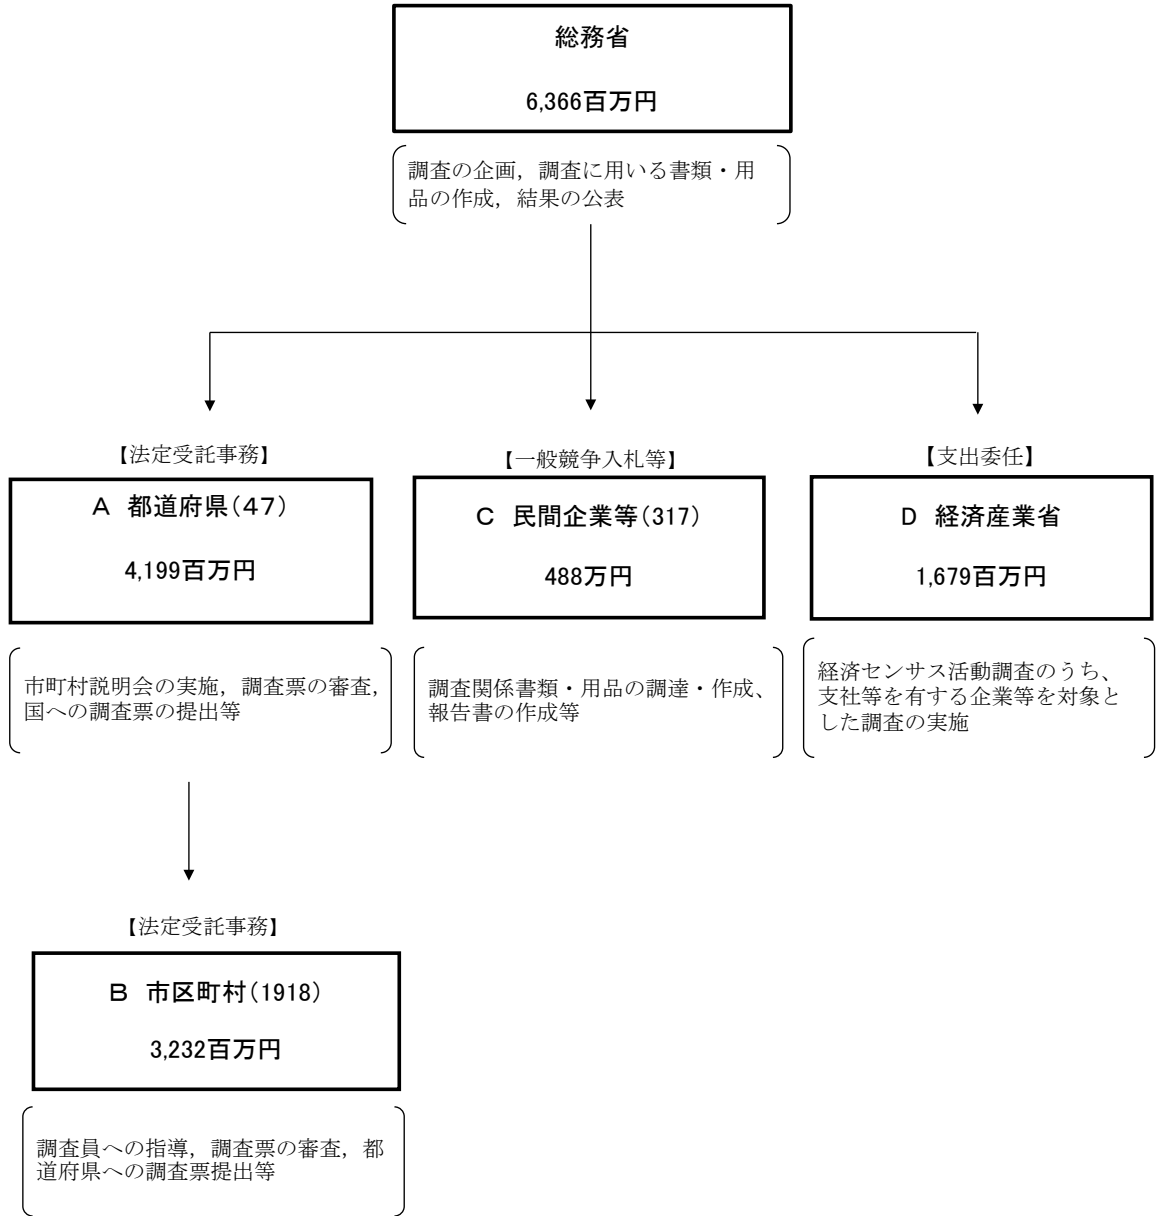 総務省
6,366百万円
調査の企画，調査に用いる書類・用
品の作成，結果の公表
【法定受託事務】
A　都道府県（４７）
4,199百万円
市町村説明会の実施，調査票の審査，
国への調査票の提出等
【一般競争入札等】
C　民間企業等（317）
488万円
調査関係書類・用品の調達・作成、
報告書の作成等
【支出委任】
D　経済産業省
1,679百万円
経済センサス活動調査のうち、
支社等を有する企業等を対象と
した調査の実施
【法定受託事務】
B　市区町村（1918）
3,232百万円
調査員への指導，調査票の審査，都
道府県への調査票提出等